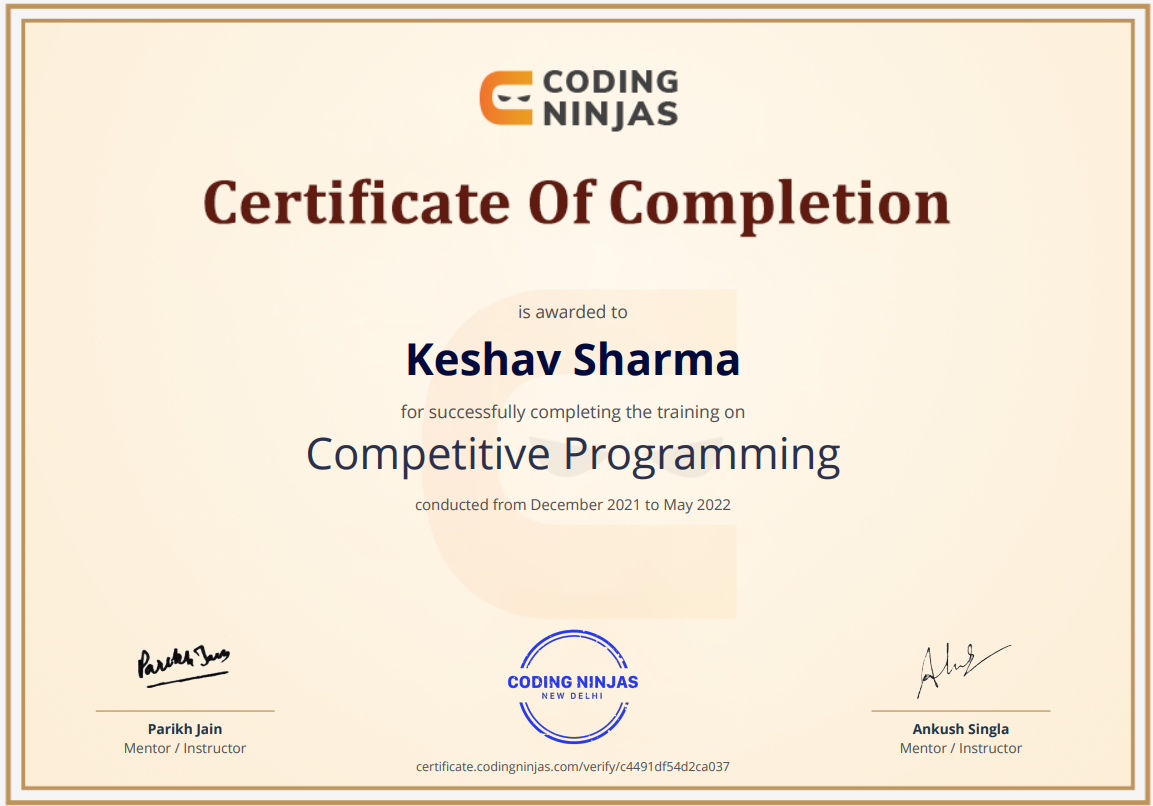 CODING
NINJAS
Certificate Of Completion
is awarded to
Keshav Sharma
for successfully completing the training on
Competitive Programming
conducted from December 2021 to May 2022
Parikh Jain
CODING NINJAS
NEW DELHI
Parikh Jain
Mentor / Instructor
Ankush Singla
Mentor / Instructor
certificate.codingninjas.com/verify/c4491df54d2ca037